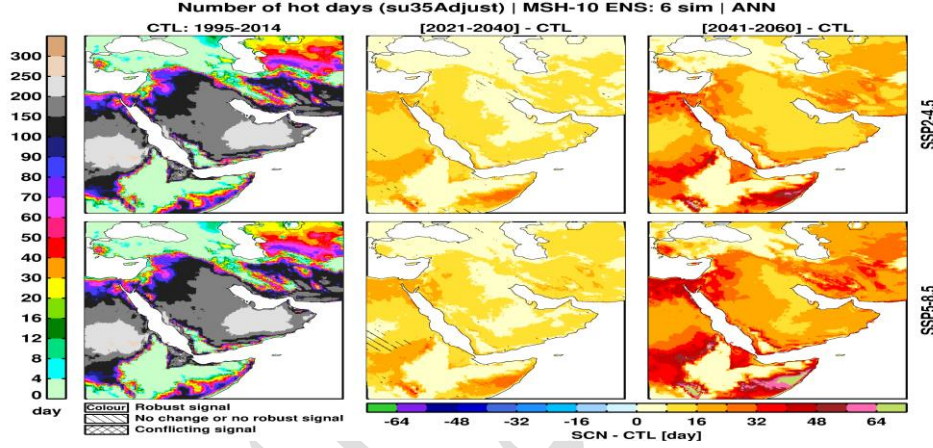 Number of hot days (su35Adjust) | MSH-10 ENS: 6 sim | ANN
CTL: 1995-2014
[2021-2040] - CTL
[2041-2060] - CTL
300
250
200
150
100
90
80
70
60
50
40
30
20
16
12
8
4
0
day
SSP2-4.5
SSP5-8.5
Colour Robust signal
No change or no robust signal
Conflicting signal
-64 -48 -32 -16 0 16 32 48 64
SCN - CTL [day]